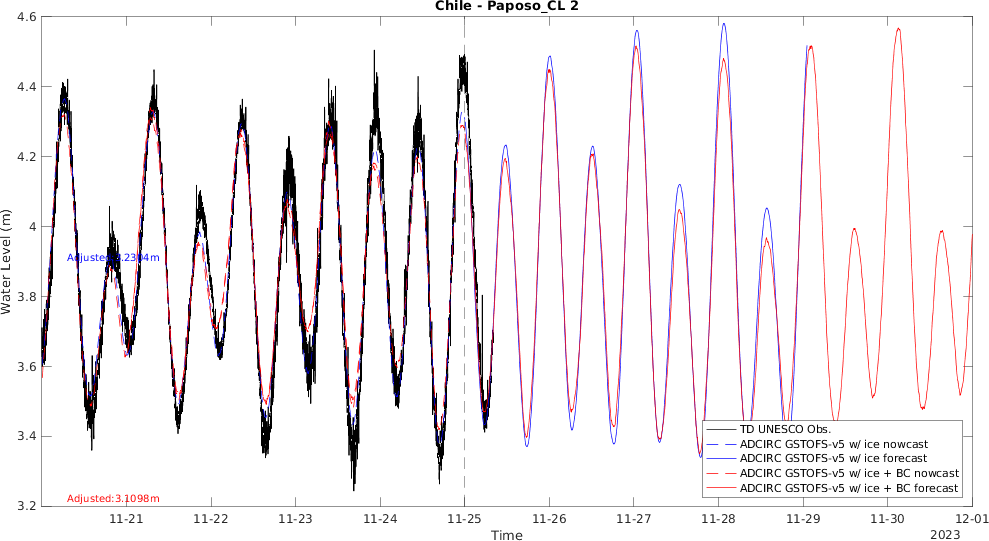 Chile - Paposo_CL 2
4.6
4.4
4.2
4
3.8
3.6
3.4
3.2
Water Level (m)
Adjusted:3.2304m
Adjusted:3.1098m
TD UNESCO Obs.
ADCIRC GSTOFS-v5 w/ ice nowcast
ADCIRC GSTOFS-v5 w/ ice forecast
ADCIRC GSTOFS-v5 w/ ice + BC nowcast
ADCIRC GSTOFS-v5 w/ ice + BC forecast
11-21 11-22 11-23 11-24 11-25 11-26 11-27 11-28 11-29 11-30 12-01
Time
2023